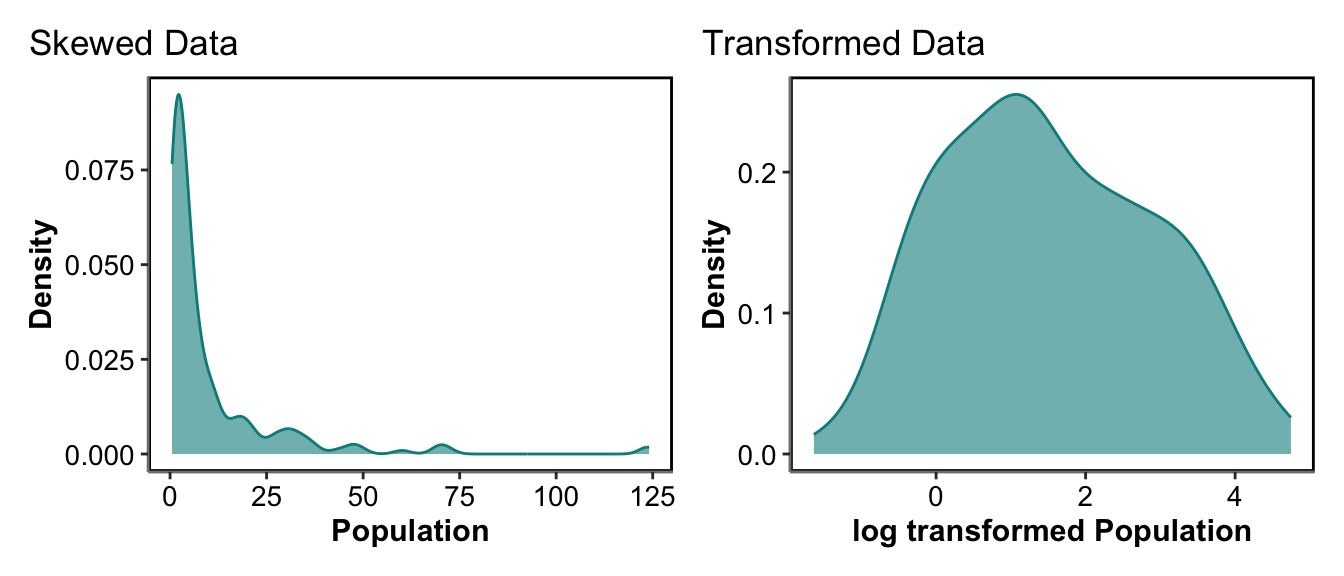 Skewed Data
Density
0.075
0.050
0.025
0.000
0 25 50 75 100 125
Population
Transformed Data
Density
0.2
0.1
0.0
0 2 4
log transformed Population